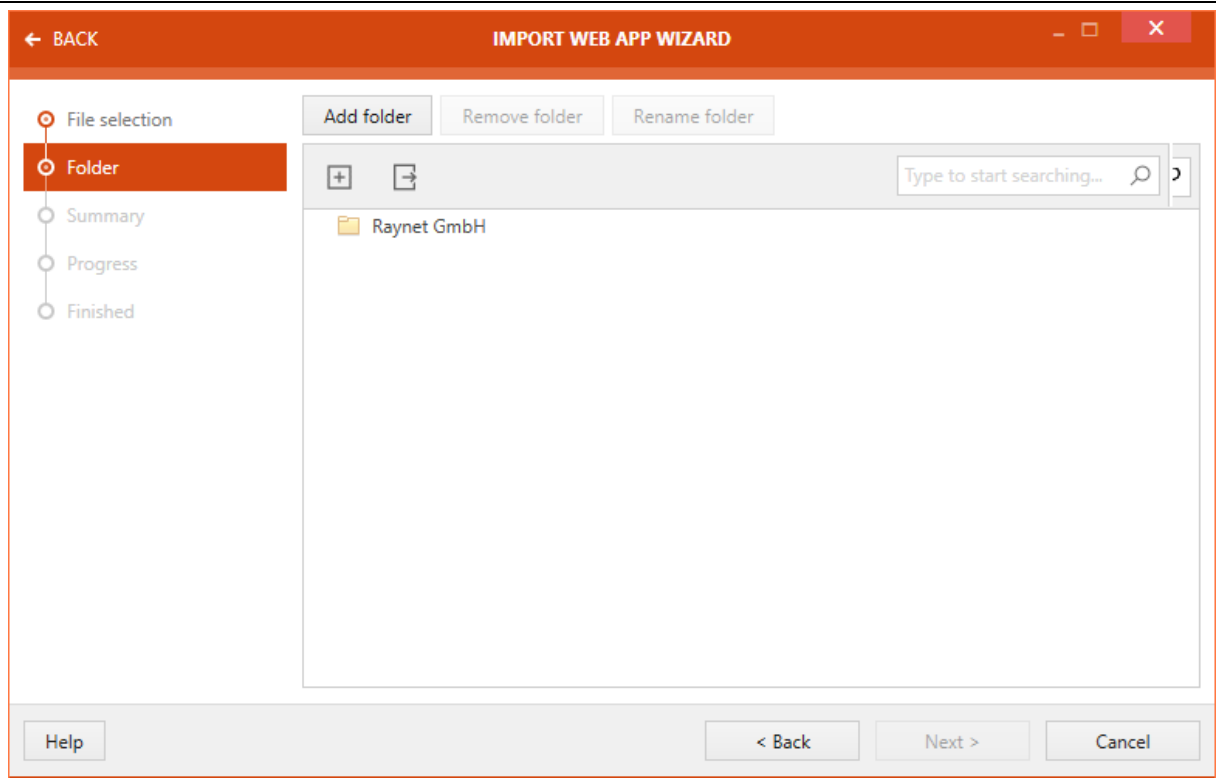 BACK
IMPORT WEB APP WIZARD
File selection
Folder
Summary
Progress
Finished
Add folder
Remove folder
Rename folder
Type to start searching...
Raynet GmbH
Help
< Back
Next >
Cancel